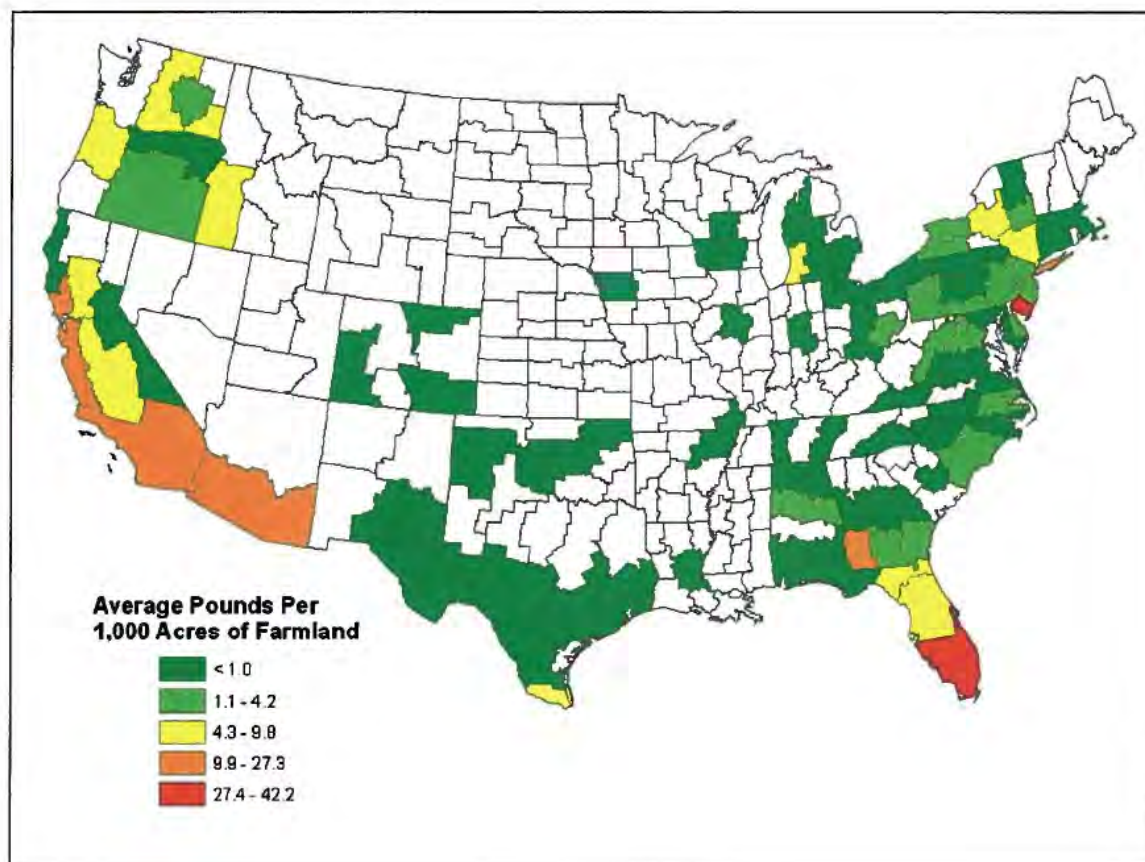 Average Pounds Per
1,000 Acres of Farmland
< 1.0
1.1 - 4.2
4.3 - 9.8
9.9 - 27.3
27.4 - 42.2